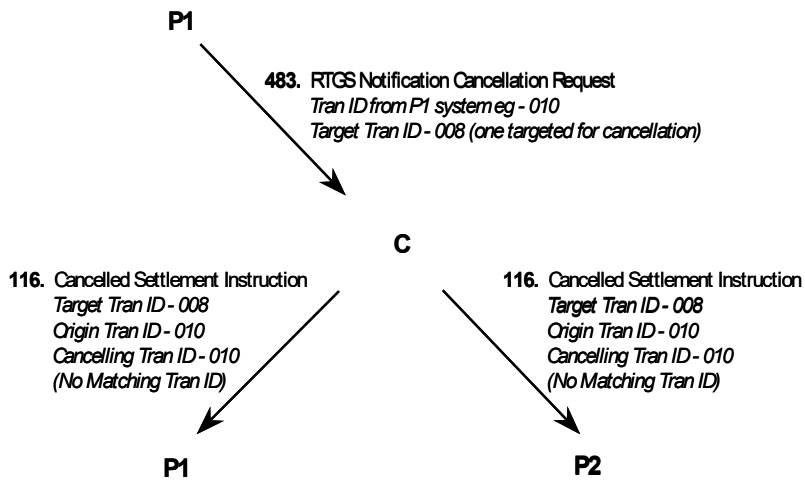 P1
483. RTGS Notification Cancellation Request
Tran ID from P1 system eg - 010
Target Tran ID - 008 (one targeted for cancellation)
C
116. Cancelled Settlement Instruction
Target Tran ID - 008
Origin Tran ID - 010
Cancelling Tran ID - 010
(No Matching Tran ID)
116. Cancelled Settlement Instruction
Target Tran ID - 008
Origin Tran ID - 010
Cancelling Tran ID - 010
(No Matching Tran ID)
P1
P2